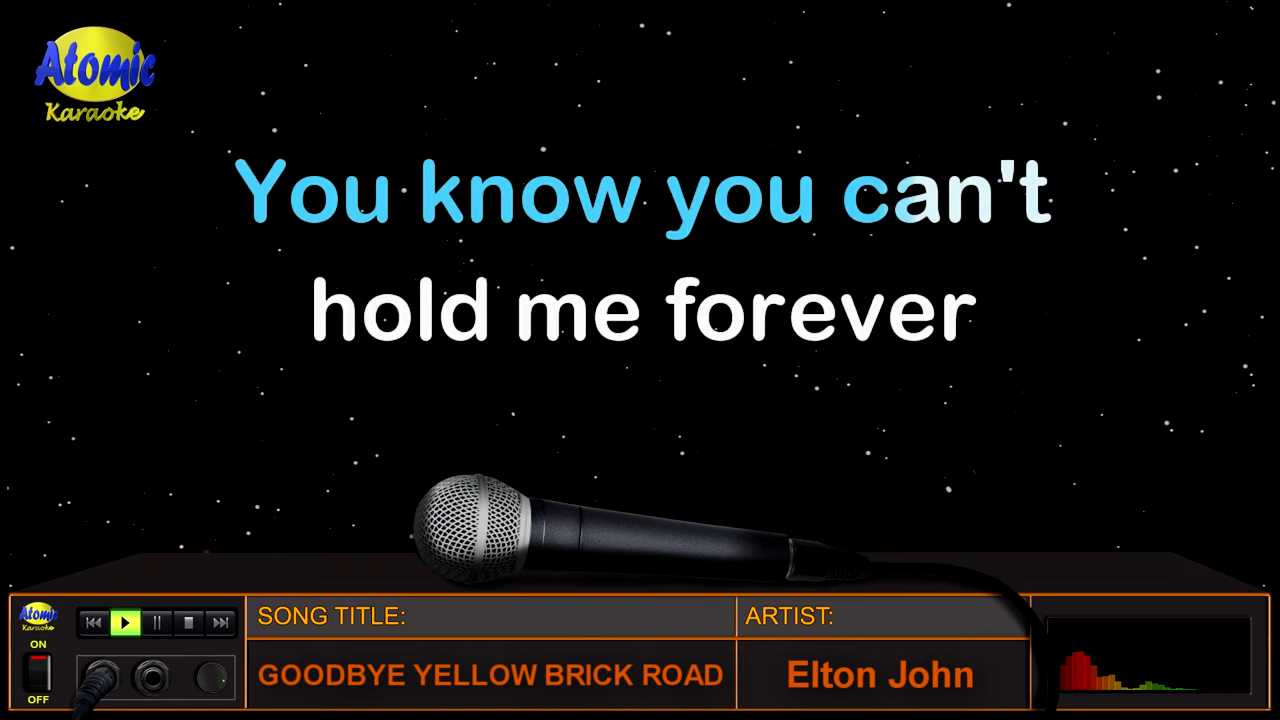 Atomic
Karaoke
You know you can't
hold me forever
Atomic
Karaoke
ON
OFF
SONG TITLE:
ARTIST:
GOODBYE YELLOW BRICK ROAD
Elton John